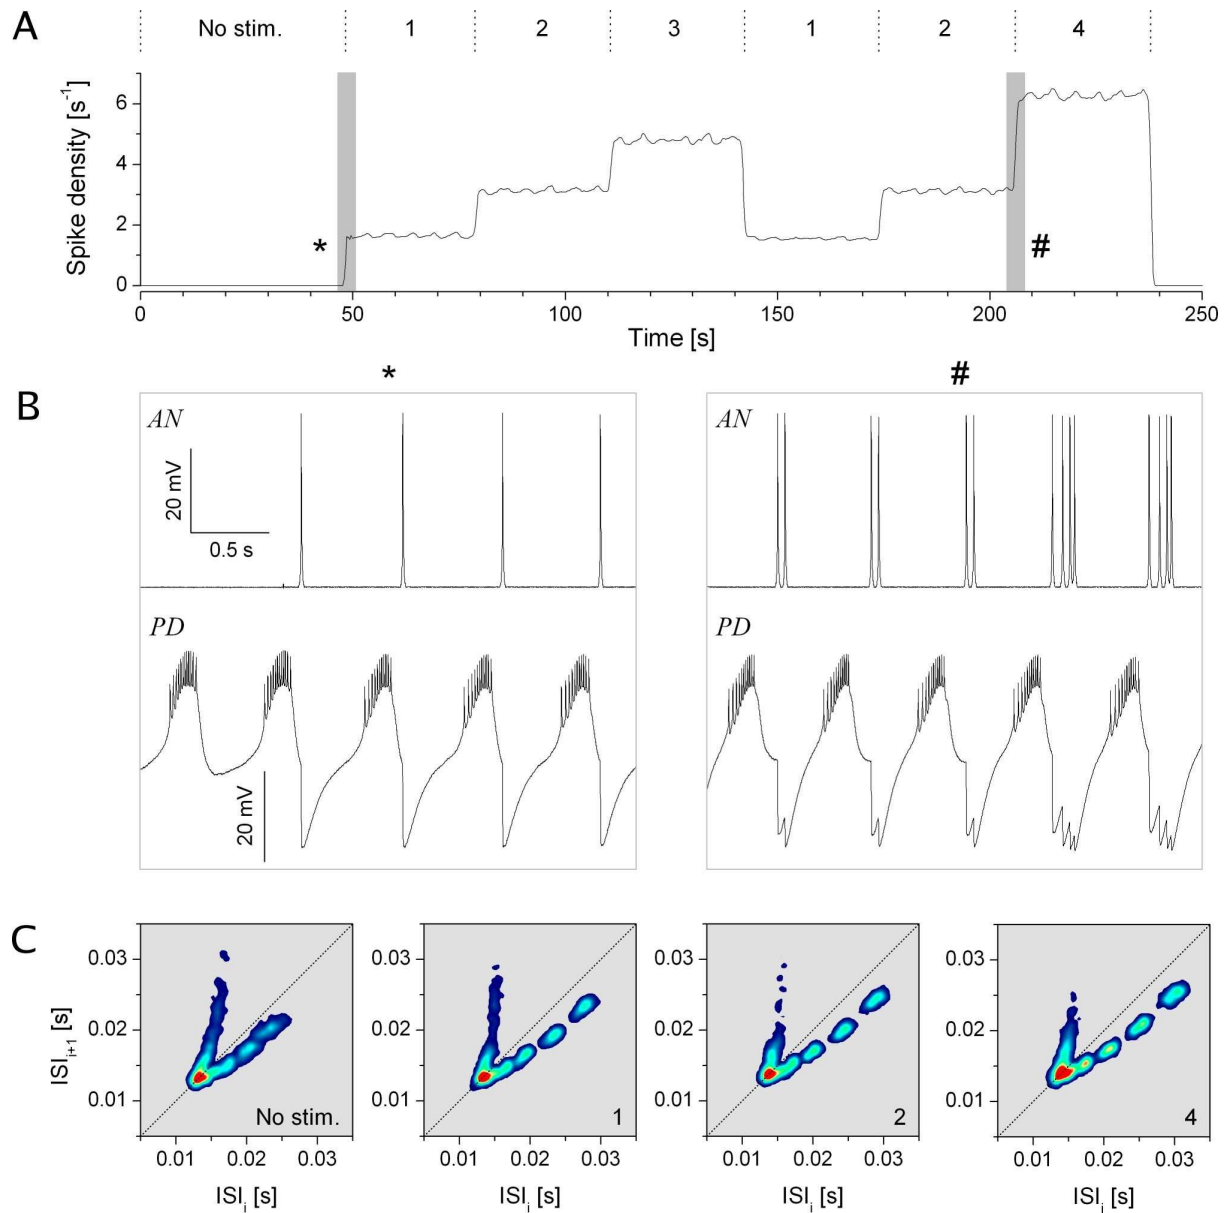 A
No stim. 1 2 3 1 2 4
Spike density [s⁻¹]
6
4
2
0
* #
0 50 100 150 200 250
Time [s]
B
* #
AN AN
20 mV
0.5 s
PD PD
20 mV
C
ISIᵢ₊₁ [s]
0.03 0.03 0.03 0.03
0.02 0.02 0.02 0.02
0.01 0.01 0.01 0.01
No stim. 1 2 4
0.01 0.02 0.03 0.01 0.02 0.03 0.01 0.02 0.03 0.01 0.02 0.03
ISIᵢ [s] ISIᵢ [s] ISIᵢ [s] ISIᵢ [s]